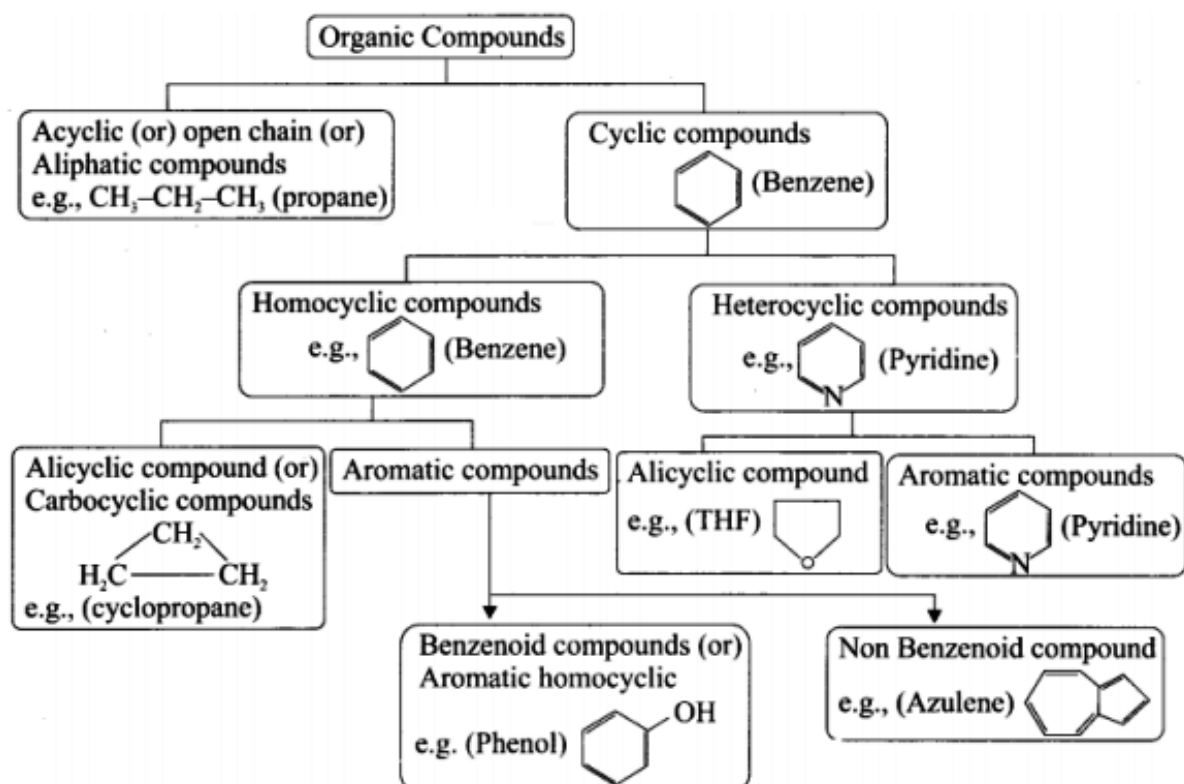 Organic Compounds
Acyclic (or) open chain (or)
Aliphatic compounds
e.g., CH₃–CH₂–CH₃ (propane)
Cyclic compounds
(Benzene)
Homocyclic compounds
e.g., (Benzene)
Heterocyclic compounds
e.g., (Pyridine)
N
Alicyclic compound (or)
Carbocyclic compounds
CH₂
H₂C CH₂
e.g., (cyclopropane)
Aromatic compounds
Alicyclic compound
e.g., (THF)
O
Aromatic compounds
e.g., (Pyridine)
N
Benzenoid compounds (or)
Aromatic homocyclic
OH
e.g. (Phenol)
Non Benzenoid compound
e.g., (Azulene)